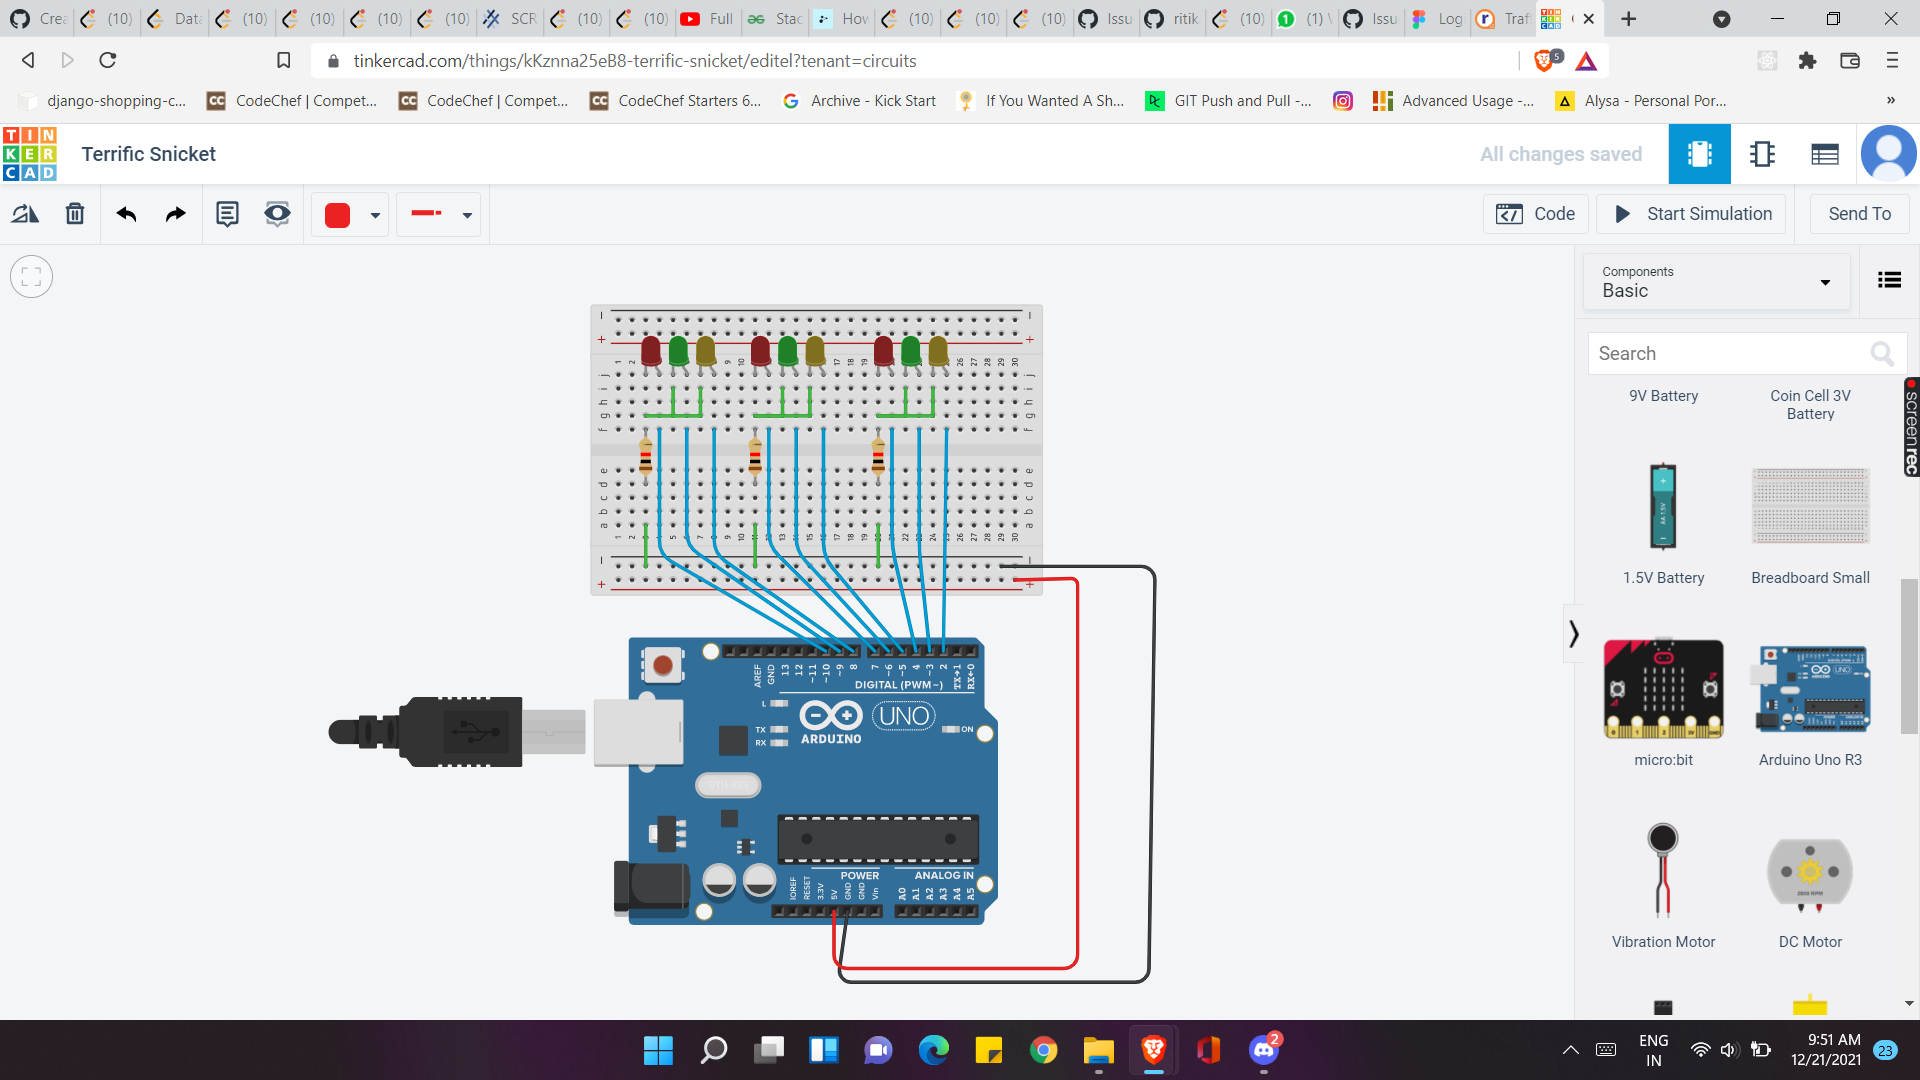 Crea (10) Data (10) (10) (10) (10) SCR (10) (10) Full Stac How (10) (10) (10) Issu ritik (10) (1) Issu Log Traf
tinkercad.com/things/kKznna25eB8-terrific-snicket/editel?tenant=circuits 5
django-shopping-c... CodeChef | Compet... CodeChef | Compet... CodeChef Starters 6... Archive - Kick Start If You Wanted A Sh... GIT Push and Pull -... Advanced Usage -... Alysa - Personal Por... »
TIN
KER
CAD
Terrific Snicket
All changes saved
Code
Start Simulation
Send To
Components
Basic
Search
9V Battery
Coin Cell 3V
Battery
1.5V Battery
Breadboard Small
micro:bit
Arduino Uno R3
Vibration Motor
DC Motor
screenrec
AREF GND 13 12 ~11 ~10 ~9 8 7 ~6 ~5 4 ~3 2 TX→1 RX←0
DIGITAL (PWM~)
L
TX
RX
ARDUINO
UNO
ON
POWER
ANALOG IN
IOREF RESET 3.3V 5V GND GND Vin A0 A1 A2 A3 A4 A5
2
ENG
IN
9:51 AM
12/21/2021
23